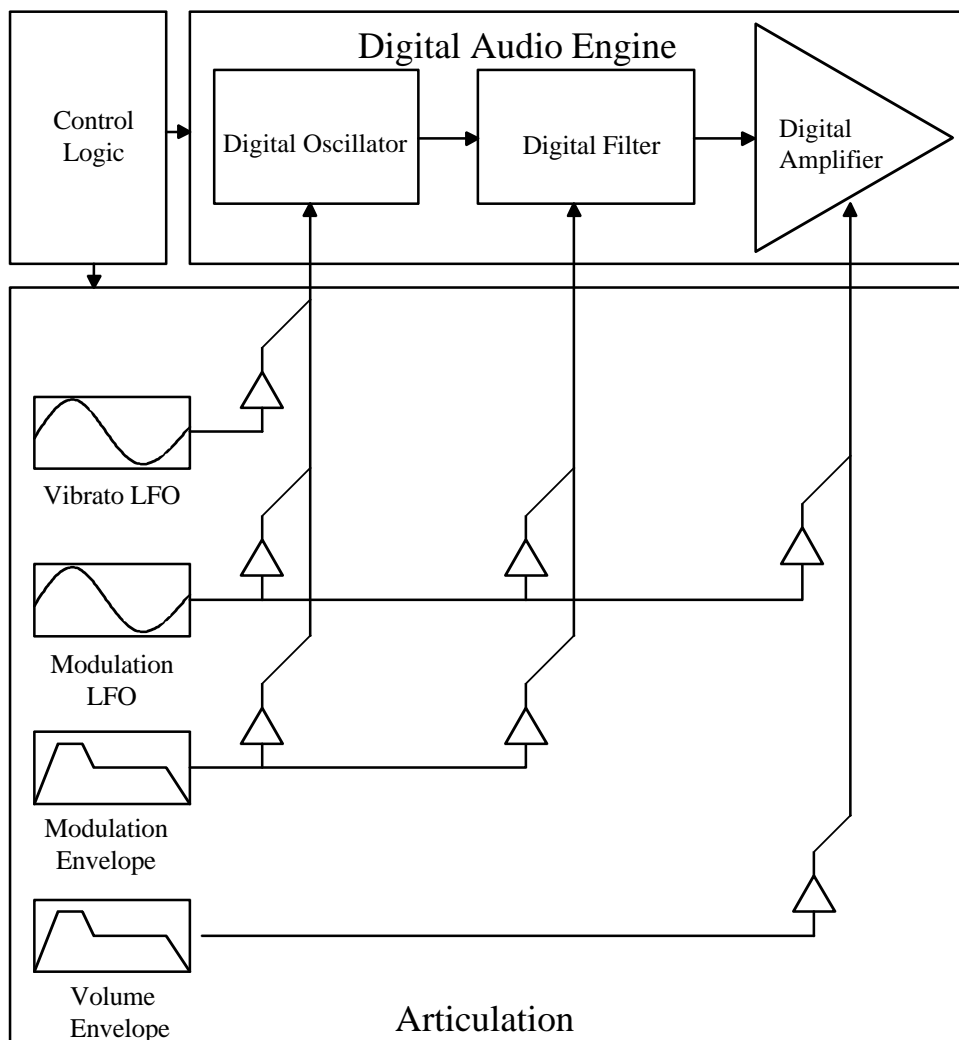 Digital Audio Engine
Control
Logic
Digital Oscillator
Digital Filter
Digital
Amplifier
Vibrato LFO
Modulation
LFO
Modulation
Envelope
Volume
Envelope
Articulation